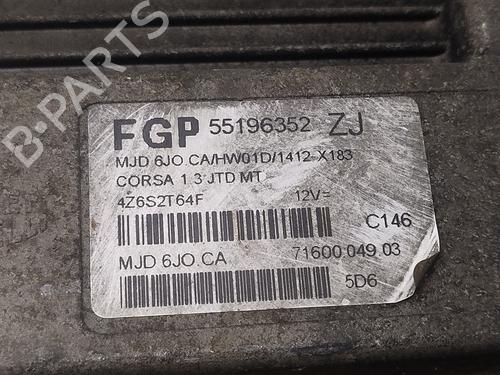 FGP 55196352 ZJ
MJD 6JO.CA/HW01D/1412-X183
CORSA 1.3 JTD MT
4Z6S2T64F 12V=
C146
MJD 6JO.CA 71600.049.03
5D6
B-PARTS